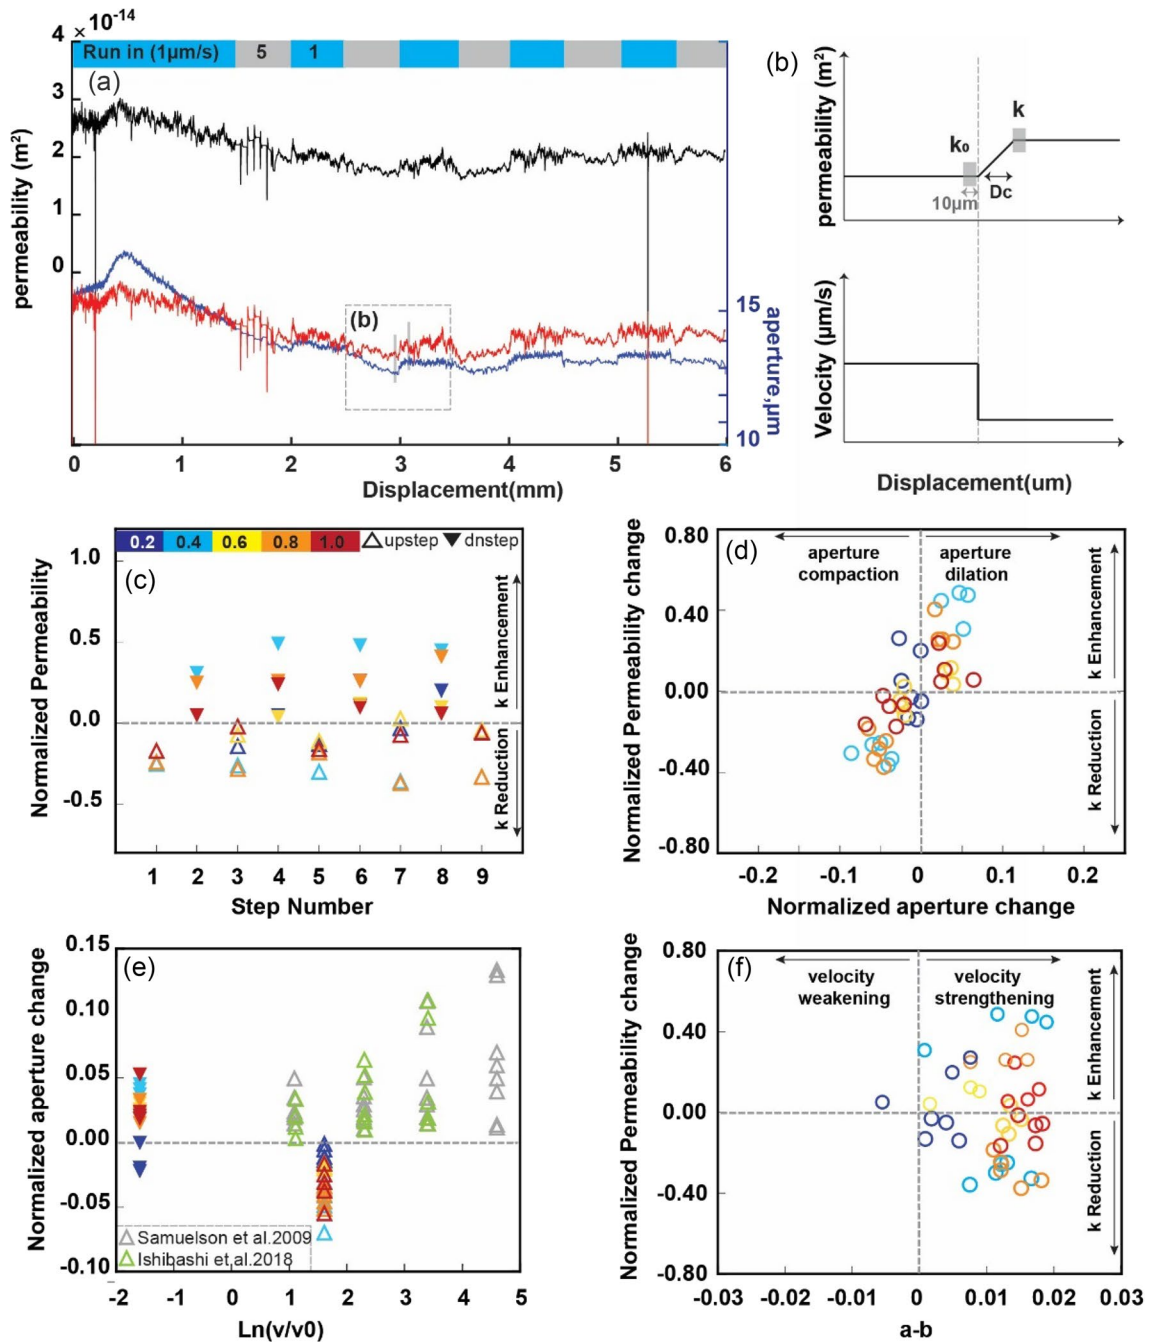 × 10⁻¹⁴
4
Run in (1µm/s)
5
1
(a)
3
2
1
0
permeability (m²)
(b)
15
10
aperture,µm
0
1
2
3
4
5
6
Displacement(mm)
(b)
permeability (m²)
k₀
k
Dc
10µm
Velocity (µm/s)
Displacement(um)
0.2
0.4
0.6
0.8
1.0
upstep
dnstep
(c)
1.0
0.5
0.0
-0.5
Normalized Permeability
k Enhancement
k Reduction
1
2
3
4
5
6
7
8
9
Step Number
(d)
aperture
compaction
aperture
dilation
0.80
0.40
0.00
-0.40
-0.80
Normalized Permeability change
k Enhancement
k Reduction
-0.2
-0.1
0
0.1
0.2
Normalized aperture change
(e)
0.15
0.10
0.05
0.00
-0.05
-0.10
Normalized aperture change
Samuelson et al.2009
Ishibashi et,al.2018
-2
-1
0
1
2
3
4
5
Ln(v/v0)
(f)
velocity
weakening
velocity
strengthening
0.80
0.40
0.00
-0.40
-0.80
Normalized Permeability change
k Enhancement
k Reduction
-0.03
-0.02
-0.01
0
0.01
0.02
0.03
a-b